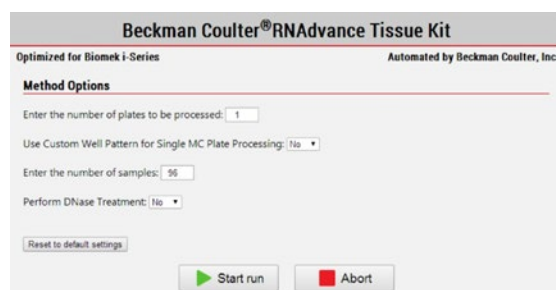 Beckman Coulter®RNAdvance Tissue Kit
Optimized for Biomek i-Series Automated by Beckman Coulter, Inc
Method Options
Enter the number of plates to be processed: 1
Use Custom Well Pattern for Single MC Plate Processing: No
Enter the number of samples: 96
Perform DNase Treatment: No
Reset to default settings
Start run Abort